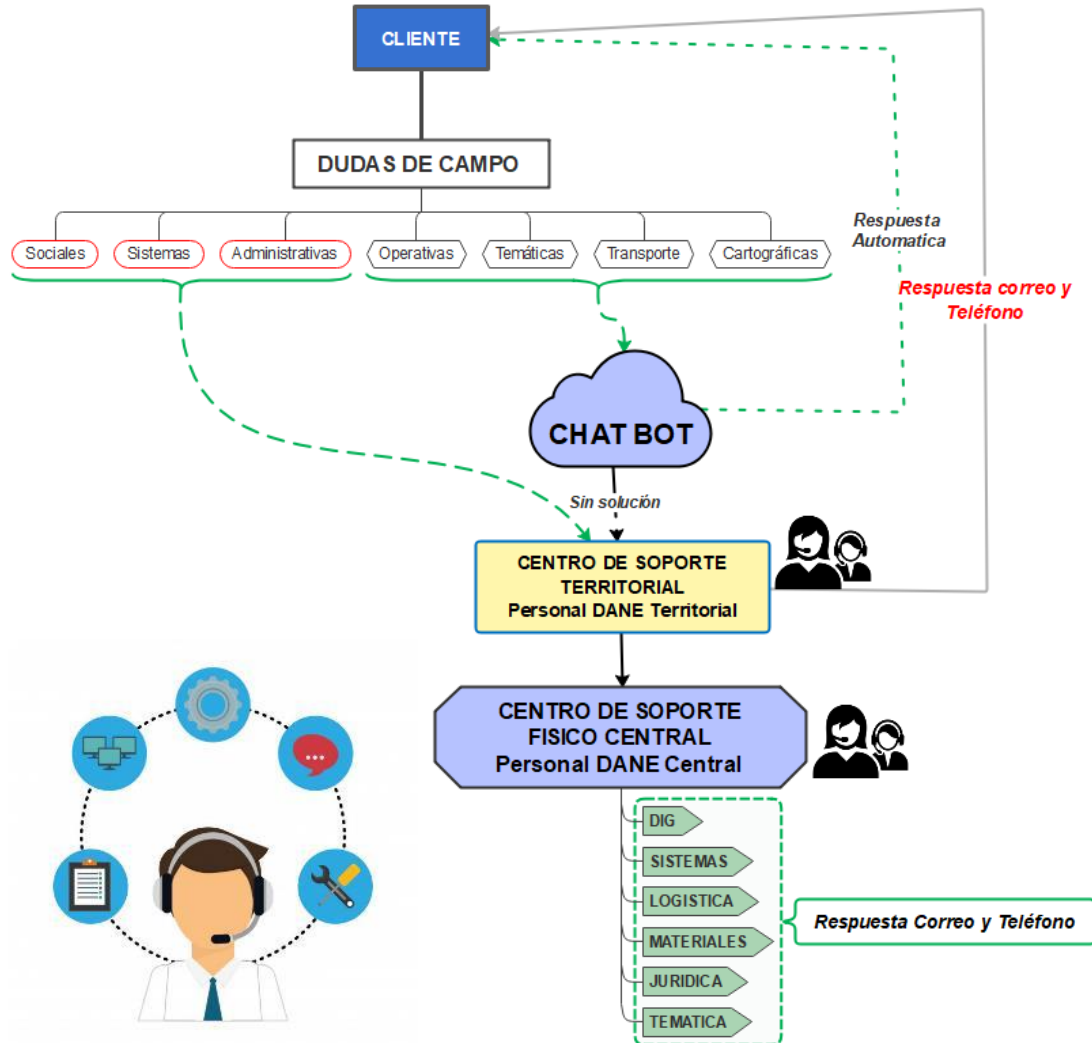 CLIENTE
DUDAS DE CAMPO
Sociales
Sistemas
Administrativas
Operativas
Temáticas
Transporte
Cartográficas
Respuesta
Automatica
Respuesta correo y
Teléfono
CHAT BOT
Sin solución
CENTRO DE SOPORTE
TERRITORIAL
Personal DANE Territorial
CENTRO DE SOPORTE
FISICO CENTRAL
Personal DANE Central
DIG
SISTEMAS
LOGISTICA
MATERIALES
JURIDICA
TEMATICA
Respuesta Correo y Teléfono